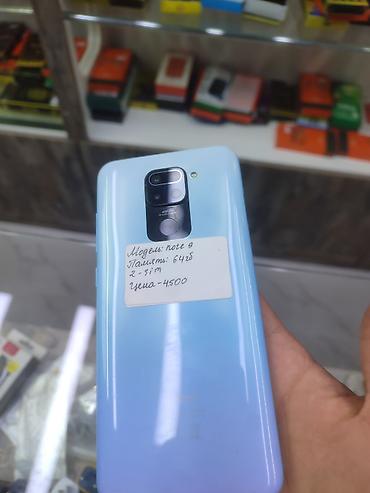 Модель: Note 9
Память: 64гб
2-Sim
Цена-4500